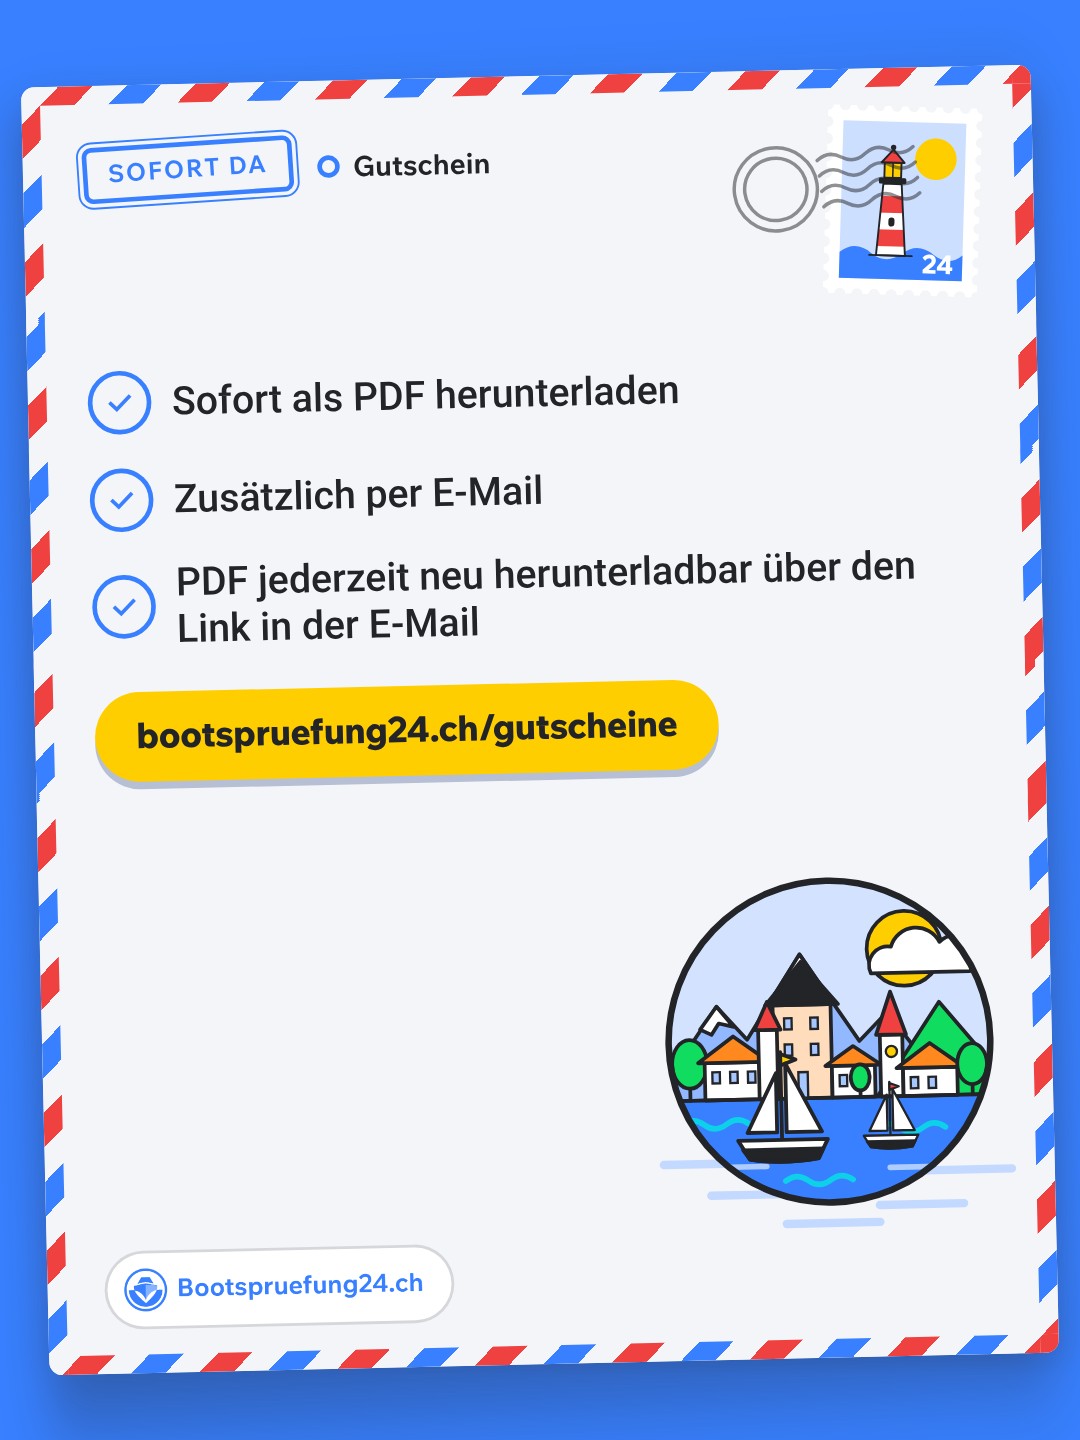 SOFORT DA
Gutschein
24
Sofort als PDF herunterladen
Zusätzlich per E-Mail
PDF jederzeit neu herunterladbar über den
Link in der E-Mail
bootspruefung24.ch/gutscheine
Bootspruefung24.ch